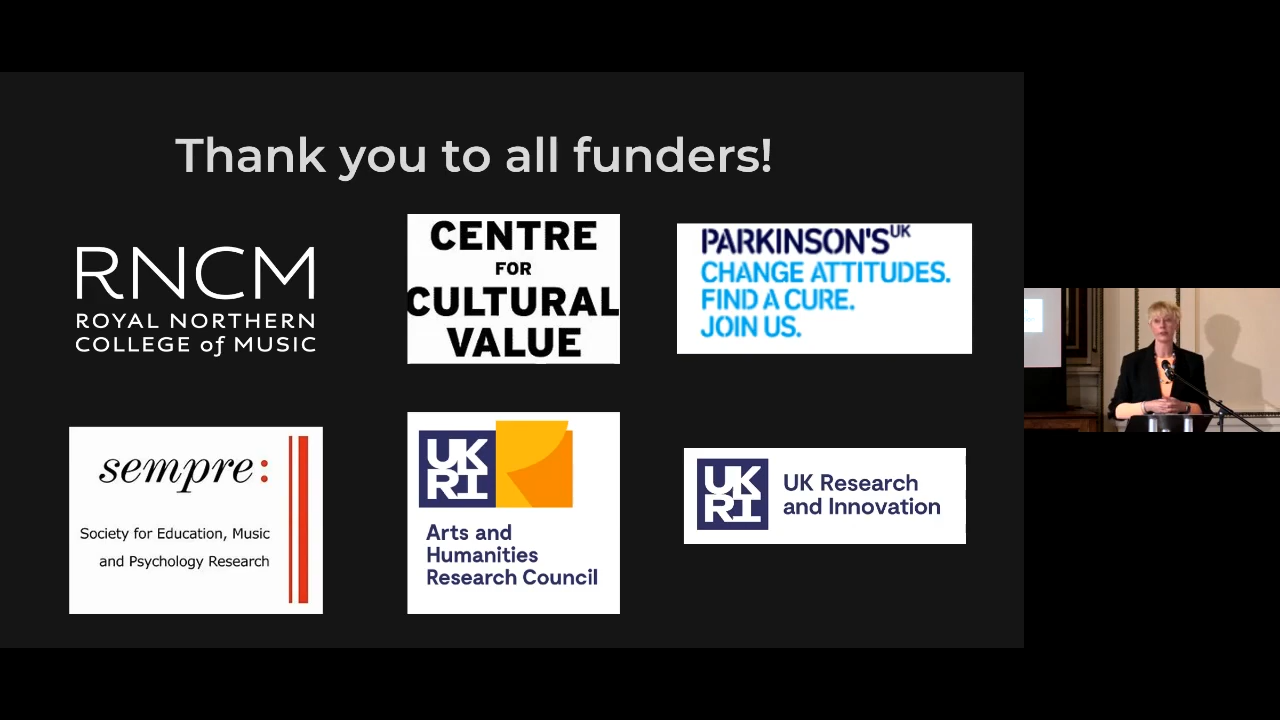 Thank you to all funders!
RNCM
ROYAL NORTHERN
COLLEGE of MUSIC
CENTRE
FOR
CULTURAL
VALUE
PARKINSON'S UK
CHANGE ATTITUDES.
FIND A CURE.
JOIN US.
sempre:
Society for Education, Music
and Psychology Research
UK
RI
Arts and
Humanities
Research Council
UK
RI
UK Research
and Innovation